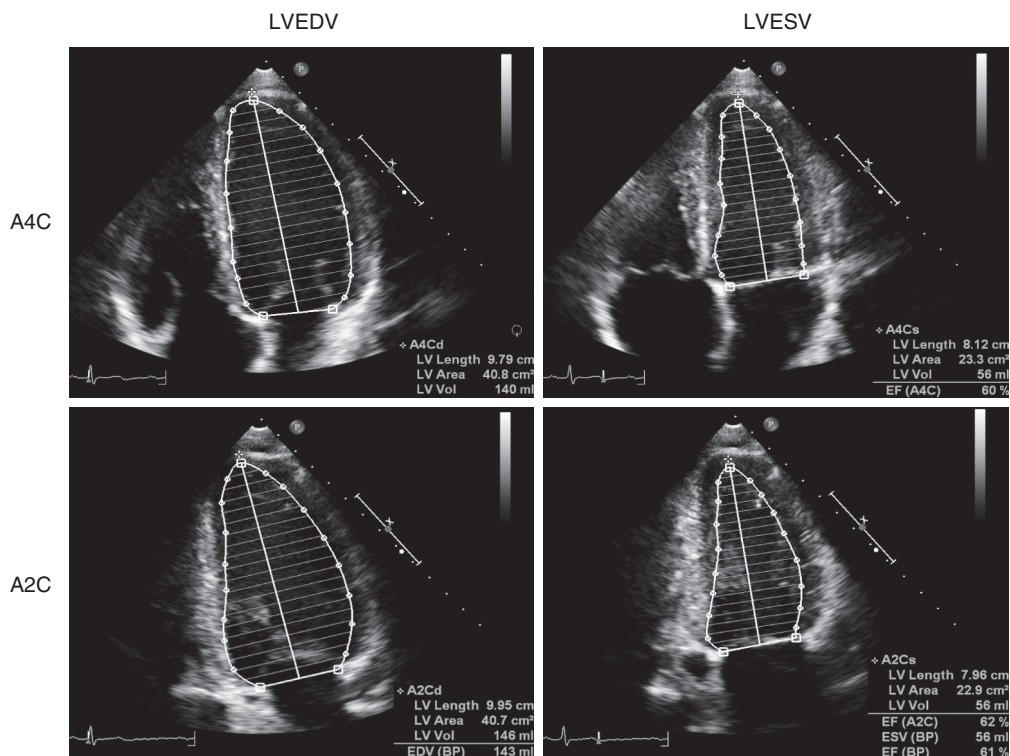 LVEDV
LVESV
A4C
P
X
A4Cd
LV Length 9.79 cm
LV Area 40.8 cm²
LV Vol 140 ml
P
X
A4Cs
LV Length 8.12 cm
LV Area 23.3 cm²
LV Vol 56 ml
EF (A4C) 60 %
A2C
P
X
A2Cd
LV Length 9.95 cm
LV Area 40.7 cm²
LV Vol 146 ml
EDV (BP) 143 ml
P
X
A2Cs
LV Length 7.96 cm
LV Area 22.9 cm²
LV Vol 56 ml
EF (A2C) 62 %
ESV (BP) 56 ml
EF (BP) 61 %